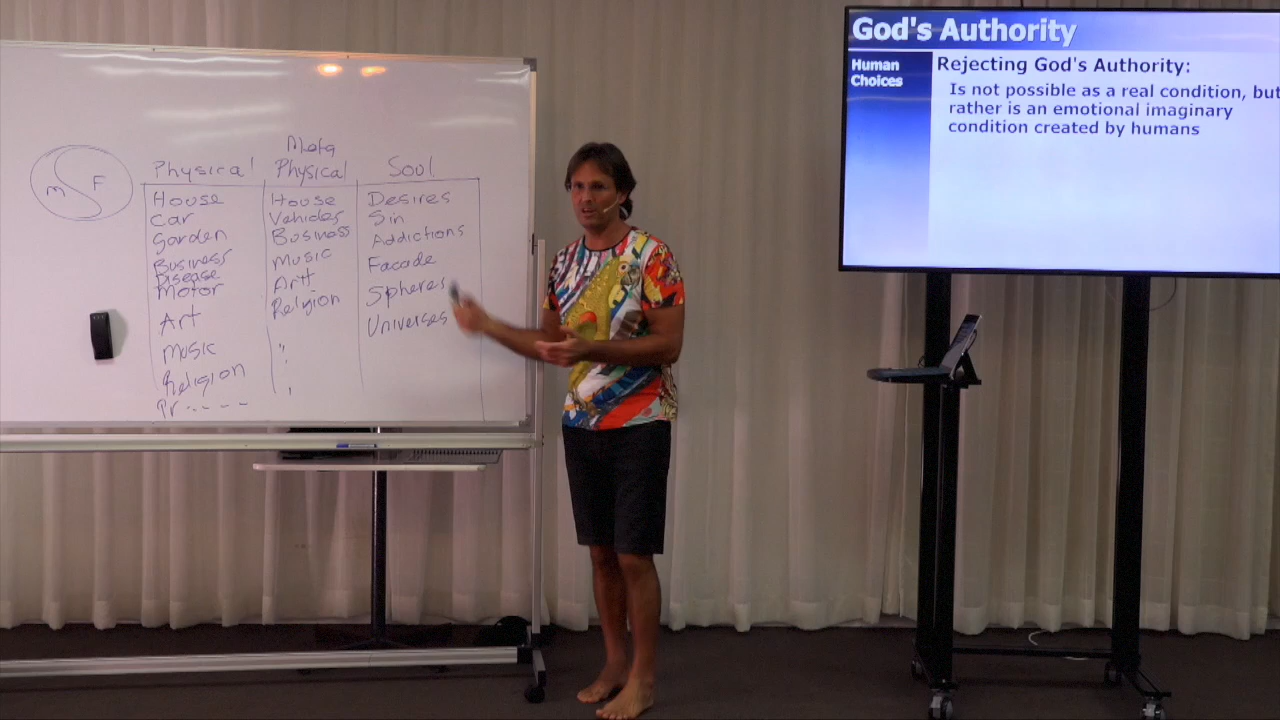 M F
Physical
House
Car
Garden
Business
Disease
Motor
Art
Music
Religion
Pr.----
Meta
Physical
House
Vehicles
Business
Music
Art
Religion
"
Soul
Desires
Sin
Addictions
Facade
Spheres
Universes
God's Authority
Human
Choices
Rejecting God's Authority:
Is not possible as a real condition, but
rather is an emotional imaginary
condition created by humans